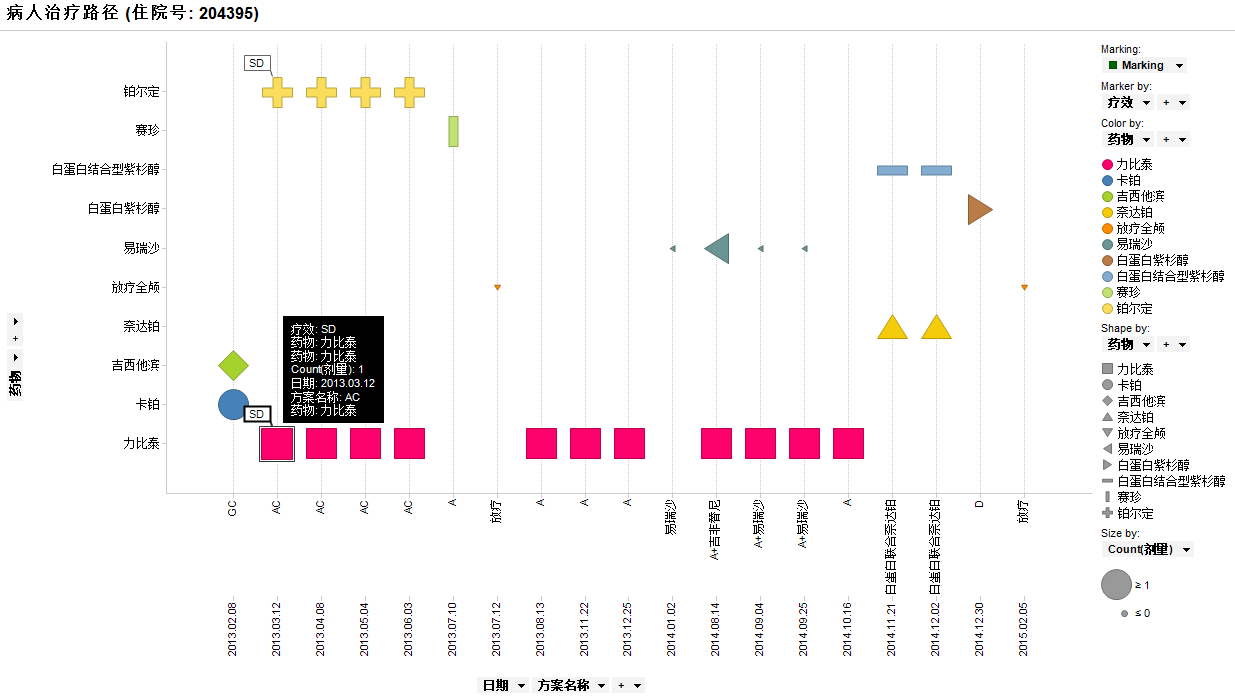 病人治疗路径 (住院号: 204395)
SD
铂尔定
赛珍
白蛋白结合型紫杉醇
白蛋白紫杉醇
易瑞沙
放疗全颅
奈达铂
吉西他滨
卡铂
力比泰
药物
+
SD
疗效: SD
药物: 力比泰
药物: 力比泰
Count(剂量): 1
日期: 2013.03.12
方案名称: AC
药物: 力比泰
GC
AC
AC
AC
AC
A
放疗
A
A
A
易瑞沙
A+吉非替尼
A+易瑞沙
A+易瑞沙
A
白蛋白联合奈达铂
白蛋白联合奈达铂
D
放疗
2013.02.08
2013.03.12
2013.04.08
2013.05.04
2013.06.03
2013.07.10
2013.07.12
2013.08.13
2013.11.22
2013.12.25
2014.01.02
2014.08.14
2014.09.04
2014.09.25
2014.10.16
2014.11.21
2014.12.02
2014.12.30
2015.02.05
日期 方案名称 +
Marking:
Marking
Marker by:
疗效 +
Color by:
药物 +
力比泰
卡铂
吉西他滨
奈达铂
放疗全颅
易瑞沙
白蛋白紫杉醇
白蛋白结合型紫杉醇
赛珍
铂尔定
Shape by:
药物 +
力比泰
卡铂
吉西他滨
奈达铂
放疗全颅
易瑞沙
白蛋白紫杉醇
白蛋白结合型紫杉醇
赛珍
铂尔定
Size by:
Count(剂量)
≥ 1
≤ 0